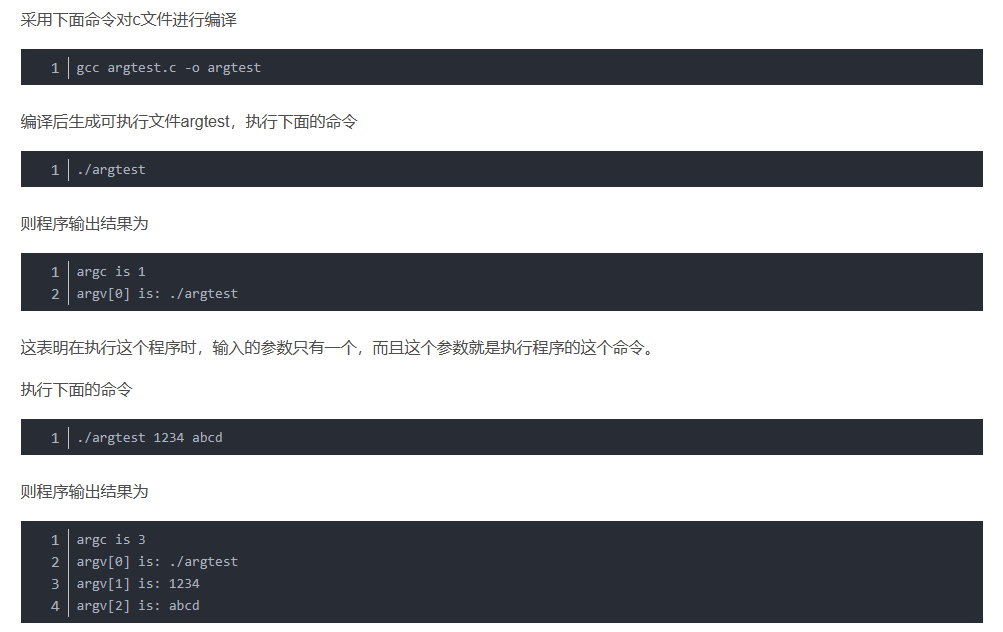 采用下面命令对c文件进行编译
1 gcc argtest.c -o argtest
编译后生成可执行文件argtest，执行下面的命令
1 ./argtest
则程序输出结果为
1 argc is 1
2 argv[0] is: ./argtest
这表明在执行这个程序时，输入的参数只有一个，而且这个参数就是执行程序的这个命令。
执行下面的命令
1 ./argtest 1234 abcd
则程序输出结果为
1 argc is 3
2 argv[0] is: ./argtest
3 argv[1] is: 1234
4 argv[2] is: abcd